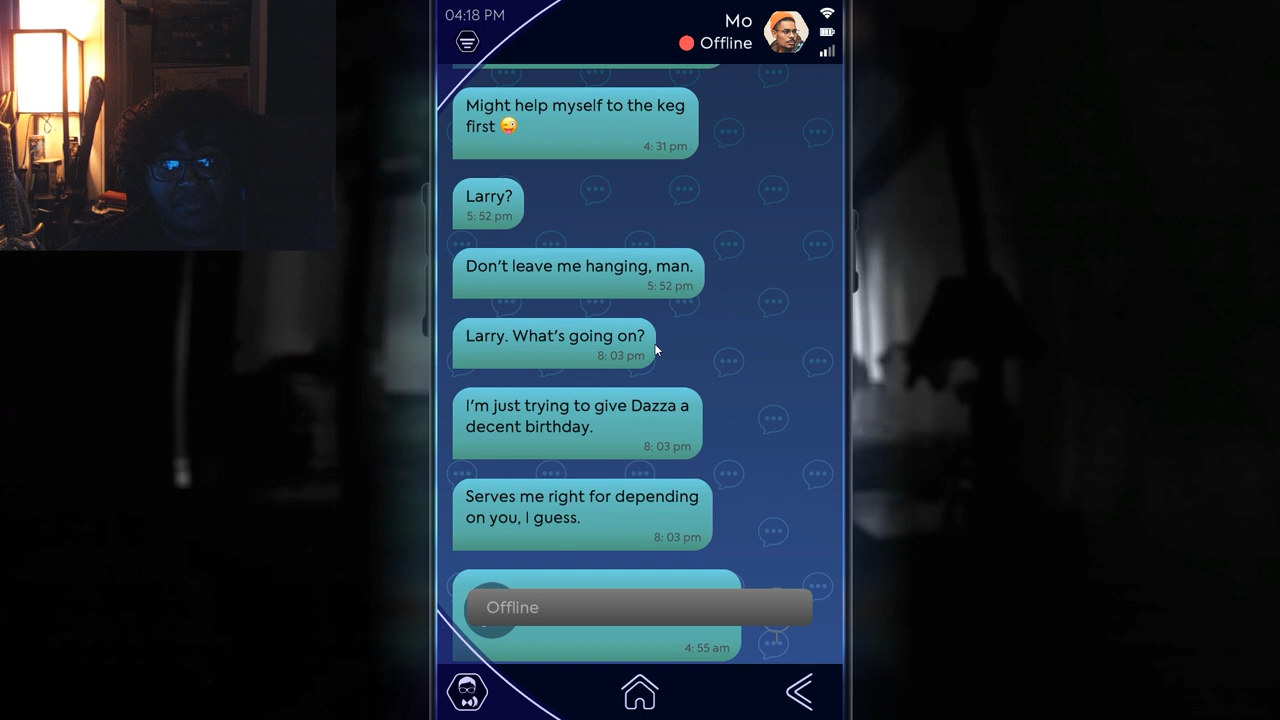 04:18 PM
Mo
Offline
Might help myself to the keg
first 😜
4: 31 pm
Larry?
5: 52 pm
Don't leave me hanging, man.
5: 52 pm
Larry. What's going on?
8: 03 pm
I'm just trying to give Dazza a
decent birthday.
8: 03 pm
Serves me right for depending
on you, I guess.
8: 03 pm
Offline
4: 55 am